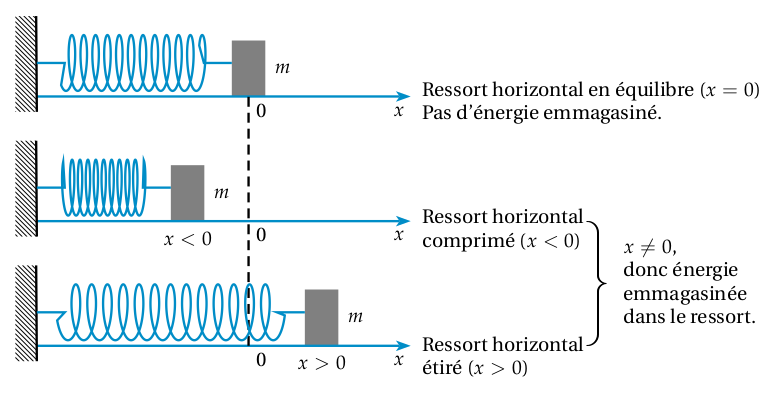 m
Ressort horizontal en équilibre (x = 0)
Pas d'énergie emmagasiné.
0
x
m
Ressort horizontal
comprimé (x < 0)
x < 0
0
x
x ≠ 0,
donc énergie
emmagasinée
dans le ressort.
m
Ressort horizontal
étiré (x > 0)
0
x > 0
x